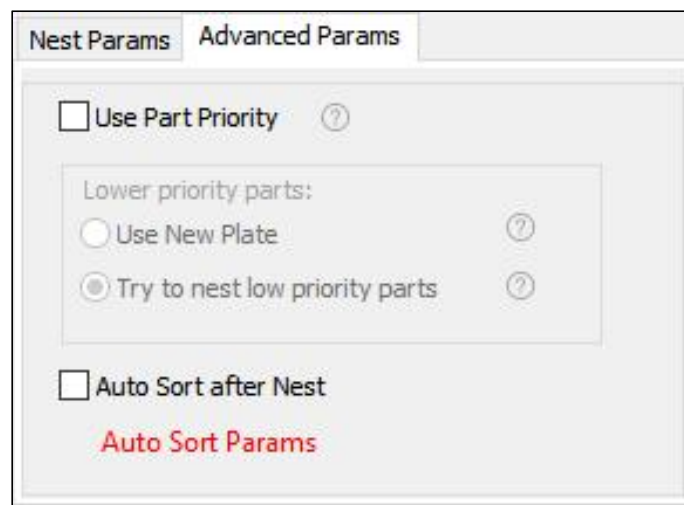 Nest Params Advanced Params
Use Part Priority ?
Lower priority parts:
Use New Plate ?
Try to nest low priority parts ?
Auto Sort after Nest
Auto Sort Params